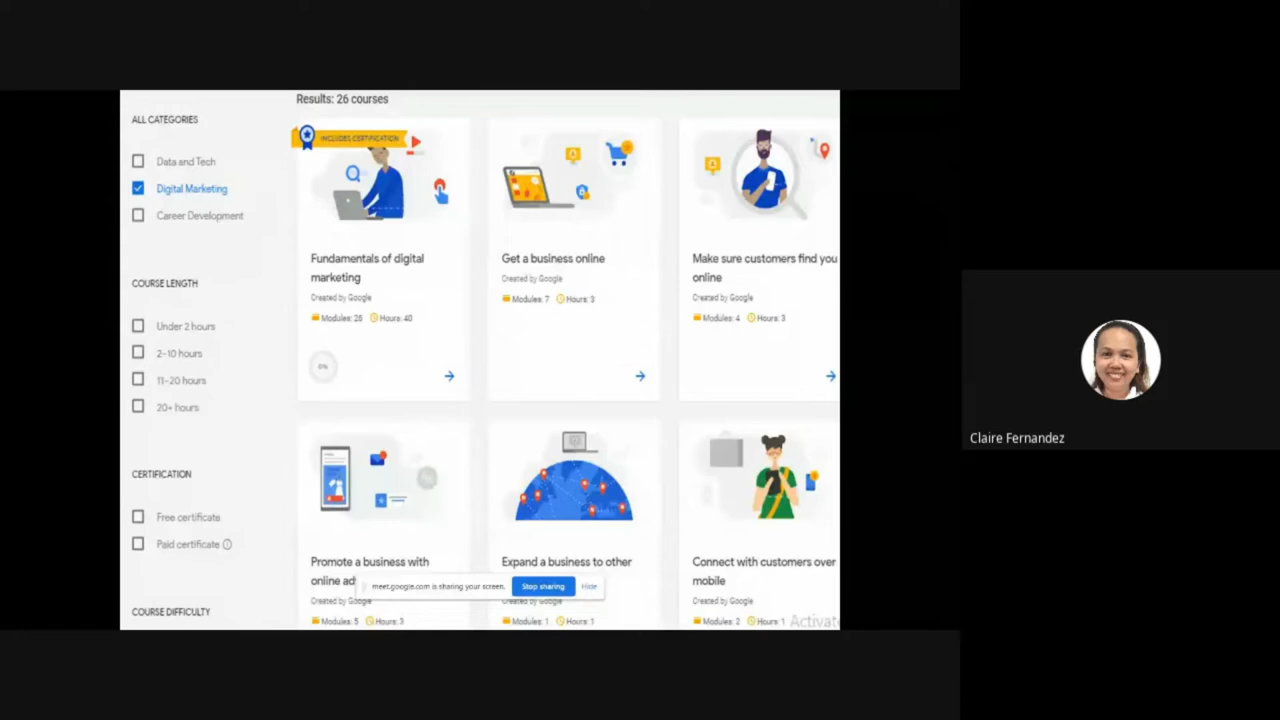 Results: 26 courses
ALL CATEGORIES
Data and Tech
Digital Marketing
Career Development
COURSE LENGTH
Under 2 hours
2-10 hours
11-20 hours
20+ hours
CERTIFICATION
Free certificate
Paid certificate
COURSE DIFFICULTY
INCLUDES CERTIFICATION
Fundamentals of digital
marketing
Created by Google
Modules: 26 Hours: 40
0%
Get a business online
Created by Google
Modules: 7 Hours: 3
Make sure customers find you
online
Created by Google
Modules: 4 Hours: 3
Promote a business with
online ad
Created by Google
Modules: 5 Hours: 3
Expand a business to other
Created by Google
Modules: 1 Hours: 1
Connect with customers over
mobile
Created by Google
Modules: 2 Hours: 1
meet.google.com is sharing your screen.
Stop sharing
Hide
Activat
Claire Fernandez